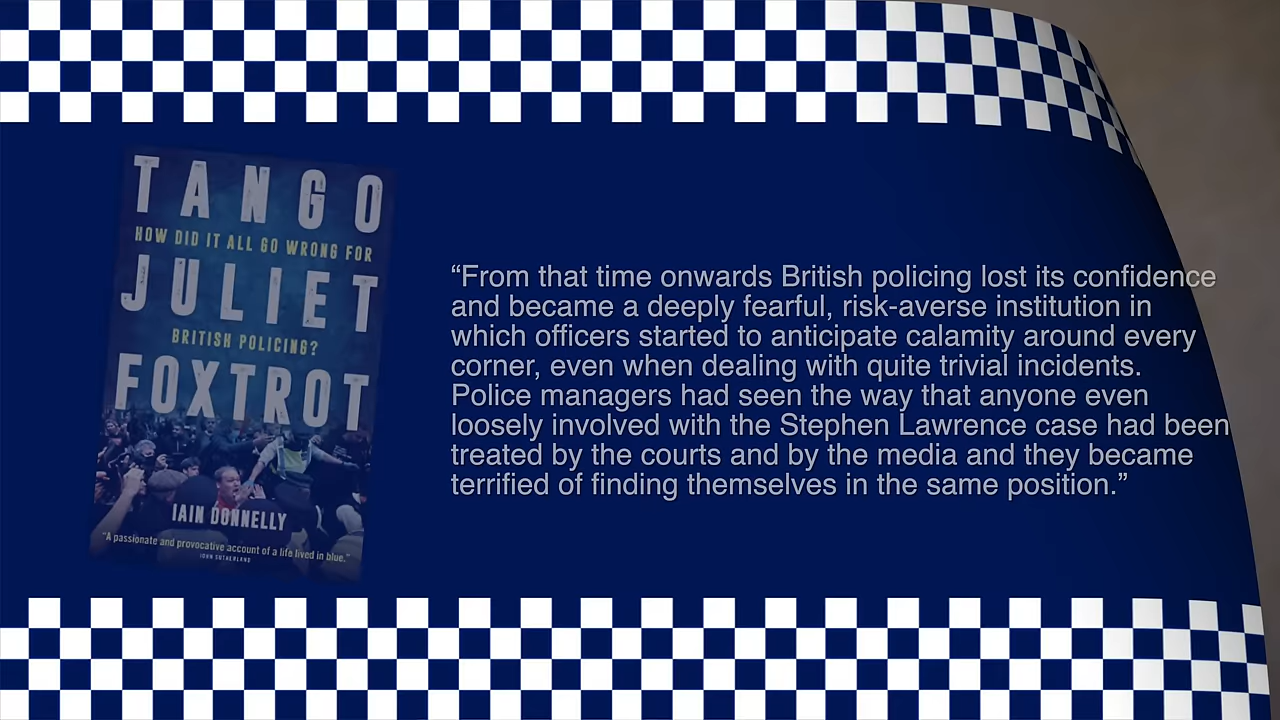 TANGO
HOW DID IT ALL GO WRONG FOR
JULIET
BRITISH POLICING?
FOXTROT
IAIN DONNELLY
"A passionate and provocative account of a life lived in blue."
JOHN SUTHERLAND
“From that time onwards British policing lost its confidence
and became a deeply fearful, risk-averse institution in
which officers started to anticipate calamity around every
corner, even when dealing with quite trivial incidents.
Police managers had seen the way that anyone even
loosely involved with the Stephen Lawrence case had been
treated by the courts and by the media and they became
terrified of finding themselves in the same position.”